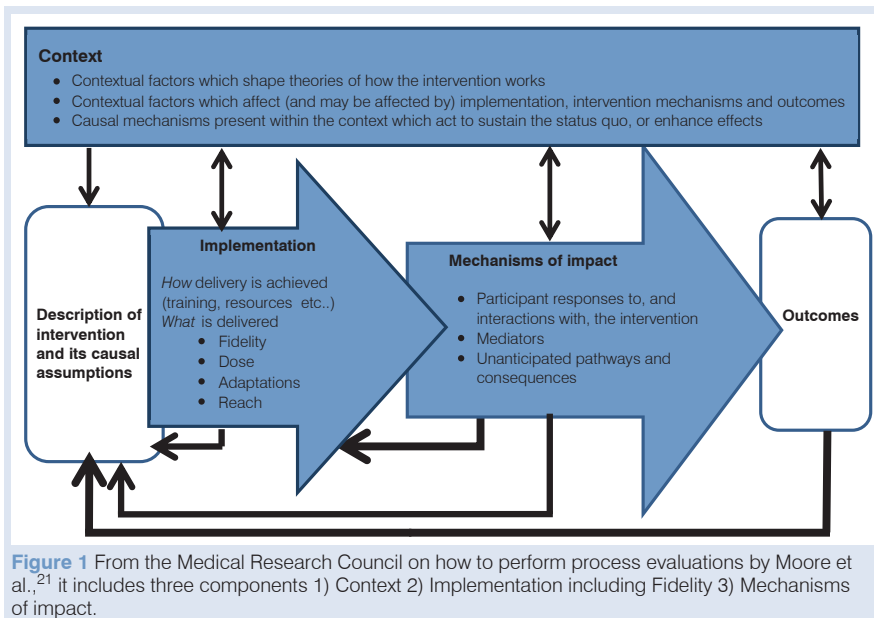 Context
• Contextual factors which shape theories of how the intervention works
• Contextual factors which affect (and may be affected by) implementation, intervention mechanisms and outcomes
• Causal mechanisms present within the context which act to sustain the status quo, or enhance effects
Description of
intervention
and its causal
assumptions
Implementation
How delivery is achieved
(training, resources etc..)
What is delivered
• Fidelity
• Dose
• Adaptations
• Reach
Mechanisms of impact
• Participant responses to, and
interactions with, the intervention
• Mediators
• Unanticipated pathways and
consequences
Outcomes
Figure 1 From the Medical Research Council on how to perform process evaluations by Moore et
al.,21 it includes three components 1) Context 2) Implementation including Fidelity 3) Mechanisms
of impact.